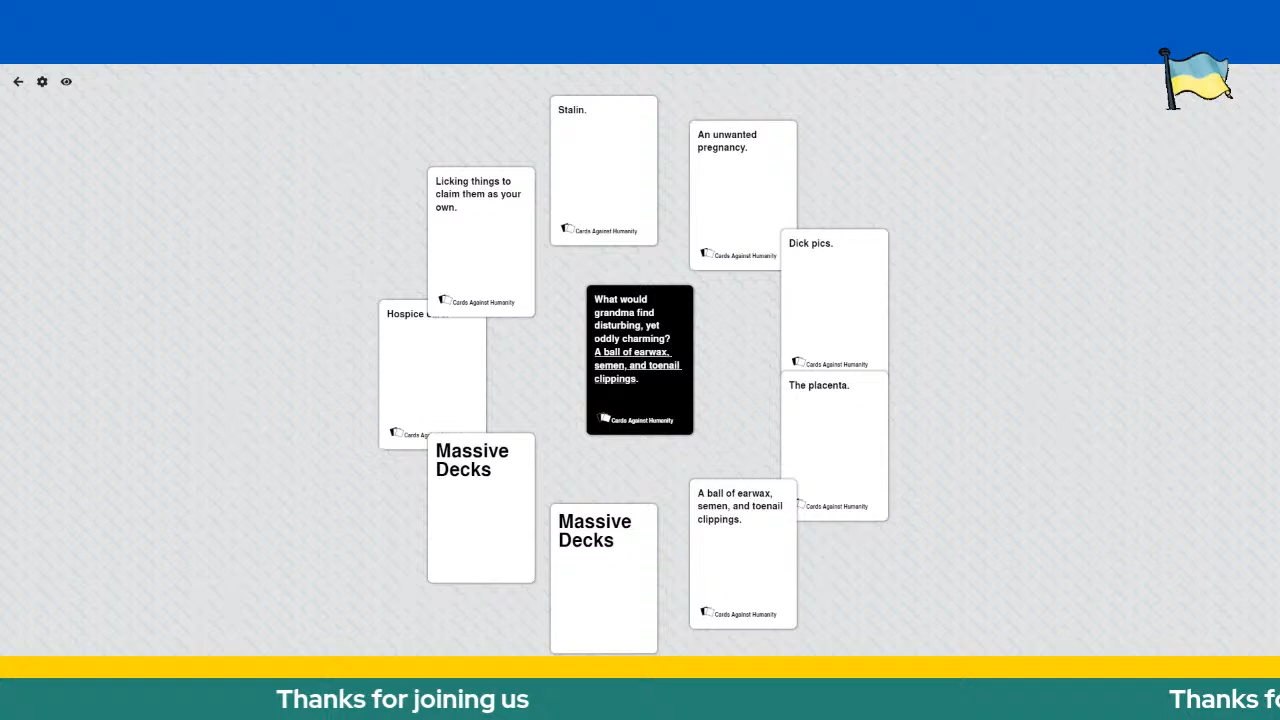 Stalin.
Cards Against Humanity
An unwanted
pregnancy.
Cards Against Humanity
Licking things to
claim them as your
own.
Cards Against Humanity
Dick pics.
Cards Against Humanity
Hospice
What would
grandma find
disturbing, yet
oddly charming?
A ball of earwax,
semen, and toenail
clippings.
Cards Against Humanity
The placenta.
Cards Against Humanity
Massive
Decks
A ball of earwax,
semen, and toenail
clippings.
Cards Against Humanity
Massive
Decks
Thanks for joining us
Thanks